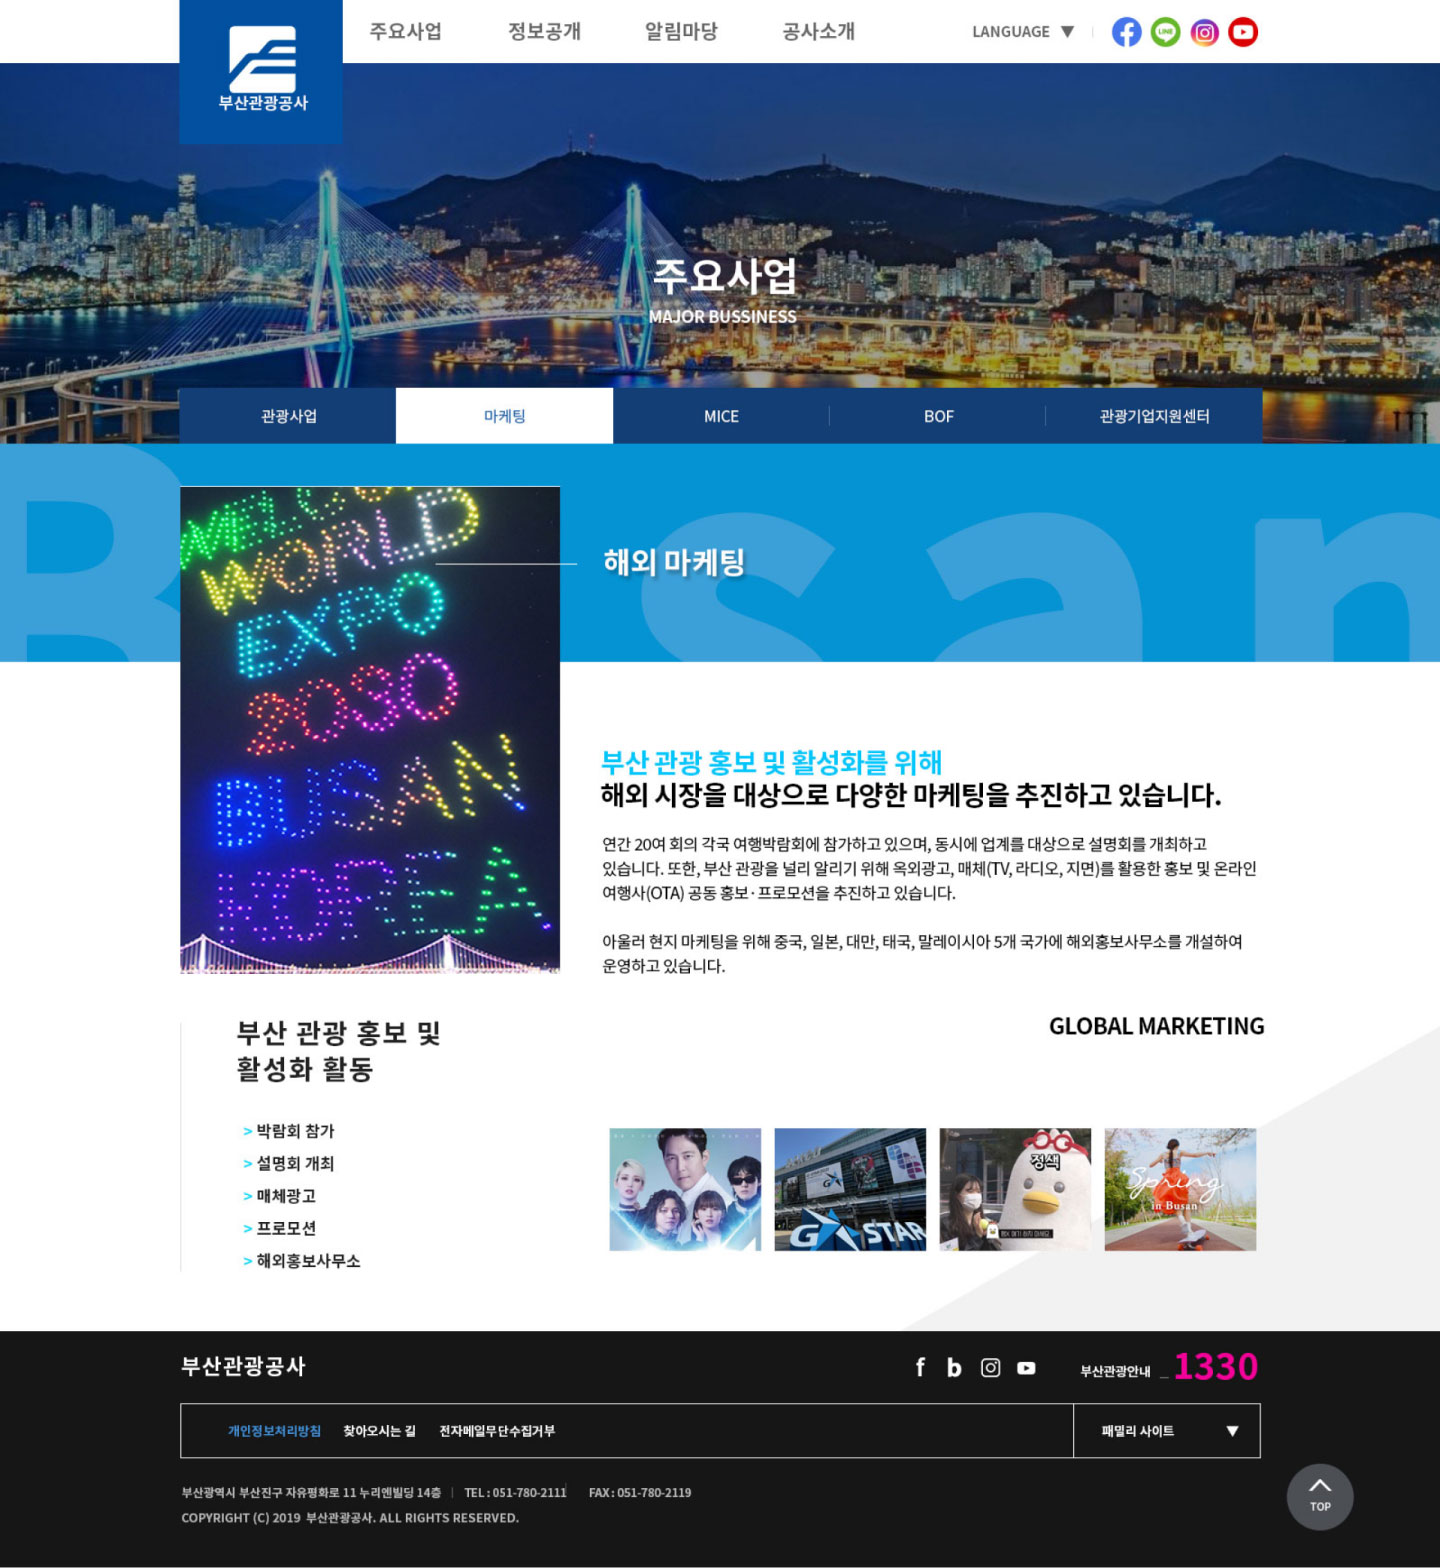 주요사업 정보공개 알림마당 공사소개 LANGUAGE ▼
부산관광공사
주요사업
MAJOR BUSSINESS
관광사업 마케팅 MICE BOF 관광기업지원센터
Busan
WELCO
WORLD
EXPO
2030
BUSAN
KOREA
해외 마케팅
부산 관광 홍보 및 활성화를 위해
해외 시장을 대상으로 다양한 마케팅을 추진하고 있습니다.
연간 20여 회의 각국 여행박람회에 참가하고 있으며, 동시에 업계를 대상으로 설명회를 개최하고
있습니다. 또한, 부산 관광을 널리 알리기 위해 옥외광고, 매체(TV, 라디오, 지면)를 활용한 홍보 및 온라인
여행사(OTA) 공동 홍보·프로모션을 추진하고 있습니다.
아울러 현지 마케팅을 위해 중국, 일본, 대만, 태국, 말레이시아 5개 국가에 해외홍보사무소를 개설하여
운영하고 있습니다.
부산 관광 홍보 및
활성화 활동
GLOBAL MARKETING
> 박람회 참가
> 설명회 개최
> 매체광고
> 프로모션
> 해외홍보사무소
G STAR
정색
Spring
in Busan
부산관광공사
부산관광안내 _ 1330
개인정보처리방침 찾아오시는 길 전자메일무단수집거부 패밀리 사이트 ▼
부산광역시 부산진구 자유평화로 11 누리엔빌딩 14층 | TEL : 051-780-2111 | FAX : 051-780-2119
COPYRIGHT (C) 2019 부산관광공사. ALL RIGHTS RESERVED.
TOP